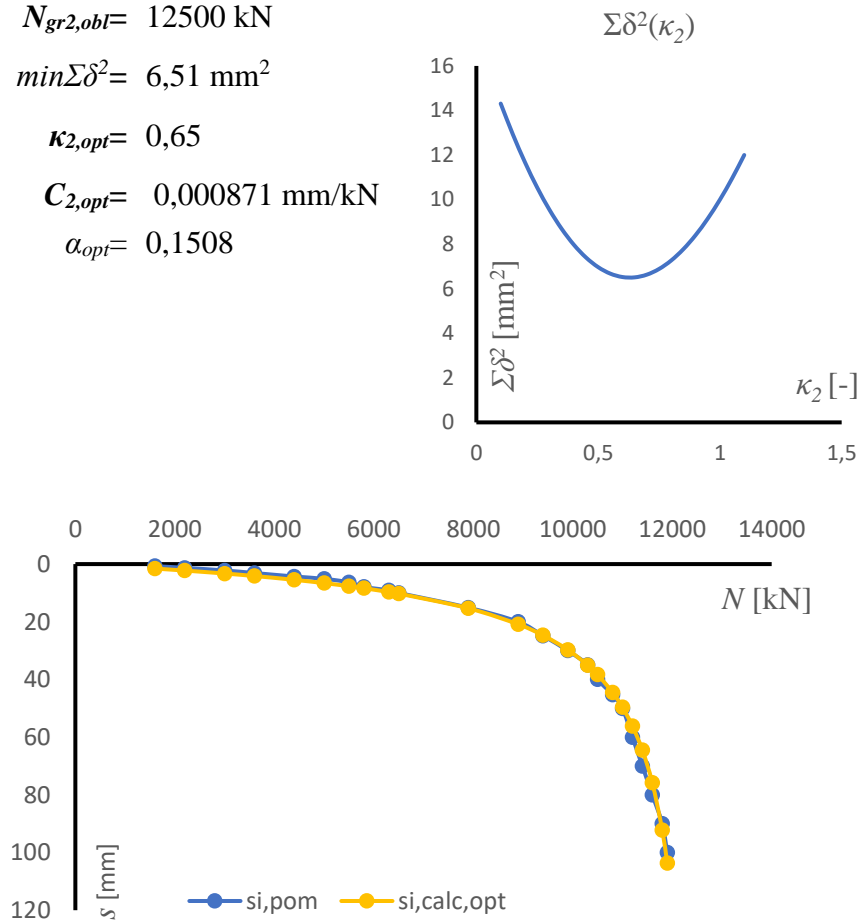 N_gr2,obl= 12500 kN
minΣδ²= 6,51 mm²
κ_2,opt= 0,65
C_2,opt= 0,000871 mm/kN
α_opt= 0,1508
Σδ²(κ₂)
16
14
12
10
8
6
4
2
0
Σδ² [mm²]
κ₂ [-]
0 0,5 1 1,5
0 2000 4000 6000 8000 10000 12000 14000
0
20
40
60
80
100
120
N [kN]
s [mm]
si,pom si,calc,opt